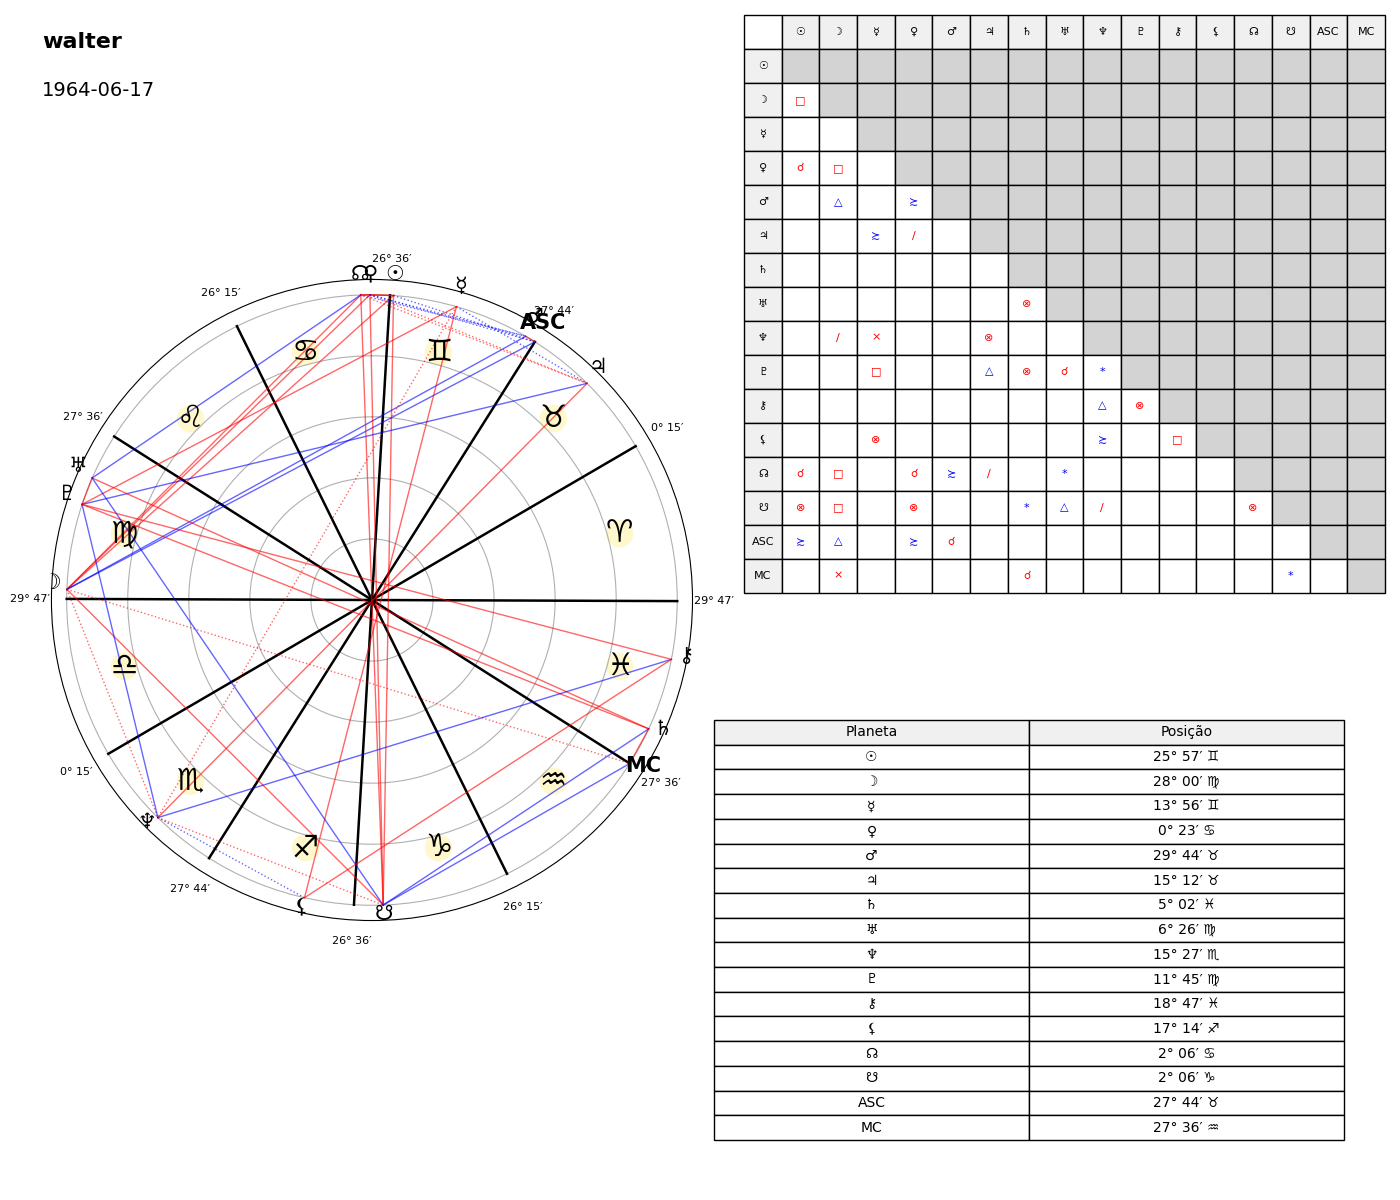 walter
1964-06-17
☉ ☽ ☿ ♀ ♂ ♃ ♄ ♅ ♆ ♇ ⚷ ⚸ ☊ ☋ ASC MC
☉
☽ □
☿
♀ ☌ □
♂ △ ⚺
♃ ⚺ ∕
♄
♅ ⊗
♆ ∕ × ⊗
♇ □ △ ⊗ ☌ *
⚷ △ ⊗
⚸ ⊗ ⚺ □
☊ ☌ □ ☌ ⚺ ∕ *
☋ ⊗ □ ⊗ * △ ∕ ⊗
ASC ⚺ △ ⚺ ☌
MC × ☌ *
26° 36′
☊ ♀ ☉
☿
26° 15′
27° 44′
♂
ASC
♋ ♊
♃
27° 36′
♌ ♉
0° 15′
♅
♇
♍ ♈
☽
29° 47′
29° 47′
♎ ♓
⚷
♄
0° 15′
MC
27° 36′
♏ ♒
♆
♐ ♑
27° 44′
⚸ ☋
26° 15′
26° 36′
Planeta Posição
☉ 25° 57′ ♊
☽ 28° 00′ ♍
☿ 13° 56′ ♊
♀ 0° 23′ ♋
♂ 29° 44′ ♉
♃ 15° 12′ ♉
♄ 5° 02′ ♓
♅ 6° 26′ ♍
♆ 15° 27′ ♏
♇ 11° 45′ ♍
⚷ 18° 47′ ♓
⚸ 17° 14′ ♐
☊ 2° 06′ ♋
☋ 2° 06′ ♑
ASC 27° 44′ ♉
MC 27° 36′ ♒